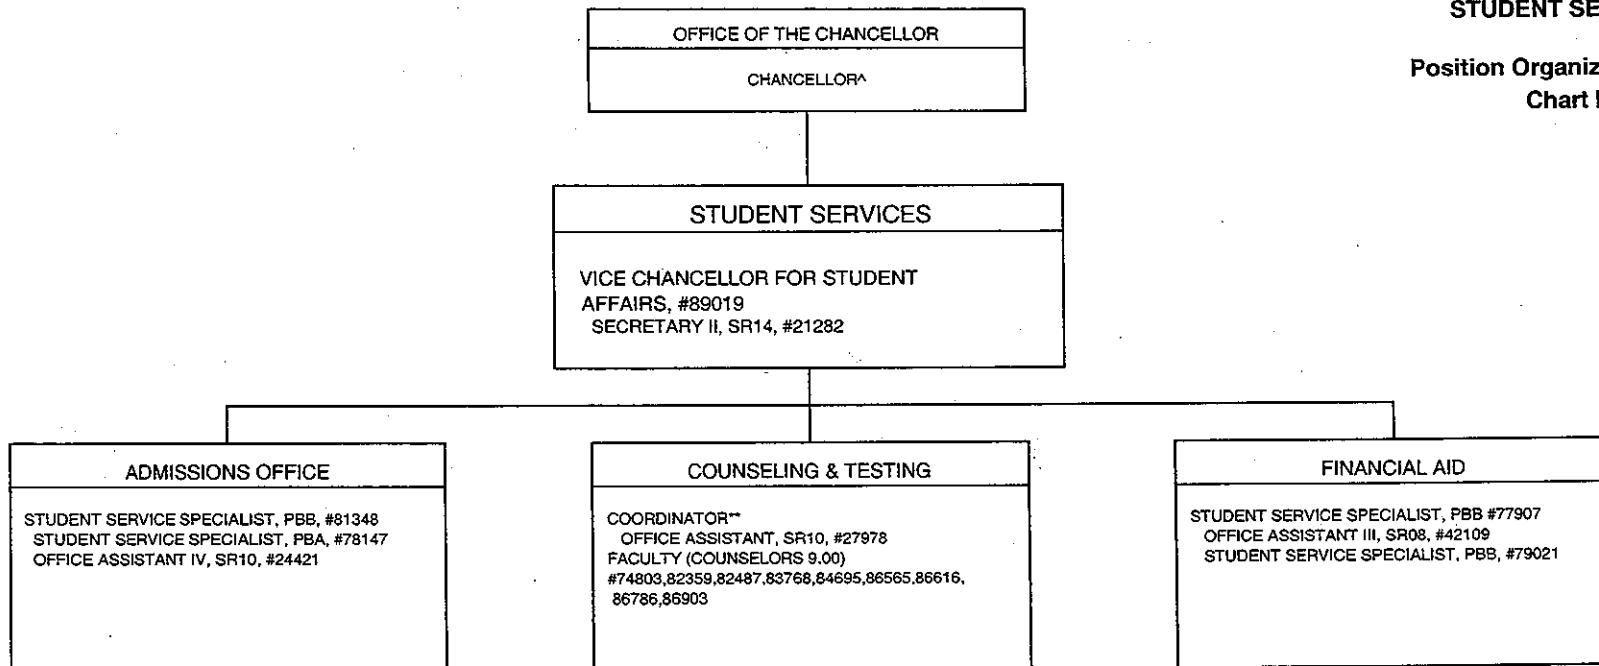 STUDENT SE
Position Organiz
Chart
OFFICE OF THE CHANCELLOR
CHANCELLOR^
STUDENT SERVICES
VICE CHANCELLOR FOR STUDENT
AFFAIRS, #89019
SECRETARY II, SR14, #21282
ADMISSIONS OFFICE
STUDENT SERVICE SPECIALIST, PBB, #81348
STUDENT SERVICE SPECIALIST, PBA, #78147
OFFICE ASSISTANT IV, SR10, #24421
COUNSELING & TESTING
COORDINATOR**
OFFICE ASSISTANT, SR10, #27978
FACULTY (COUNSELORS 9.00)
#74803,82359,82487,83768,84695,86565,86616,
86786,86903
FINANCIAL AID
STUDENT SERVICE SPECIALIST, PBB #77907
OFFICE ASSISTANT III, SR08, #42109
STUDENT SERVICE SPECIALIST, PBB, #79021